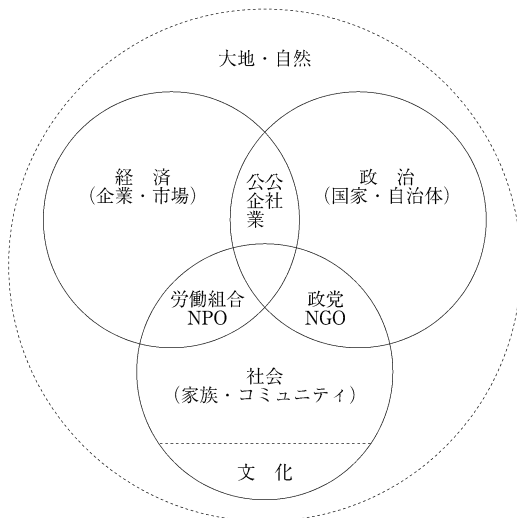 大地・自然
経　済
（企業・市場）
公社
公企業
政　治
（国家・自治体）
労働組合
NPO
政党
NGO
社会
（家族・コミュニティ）
文　化